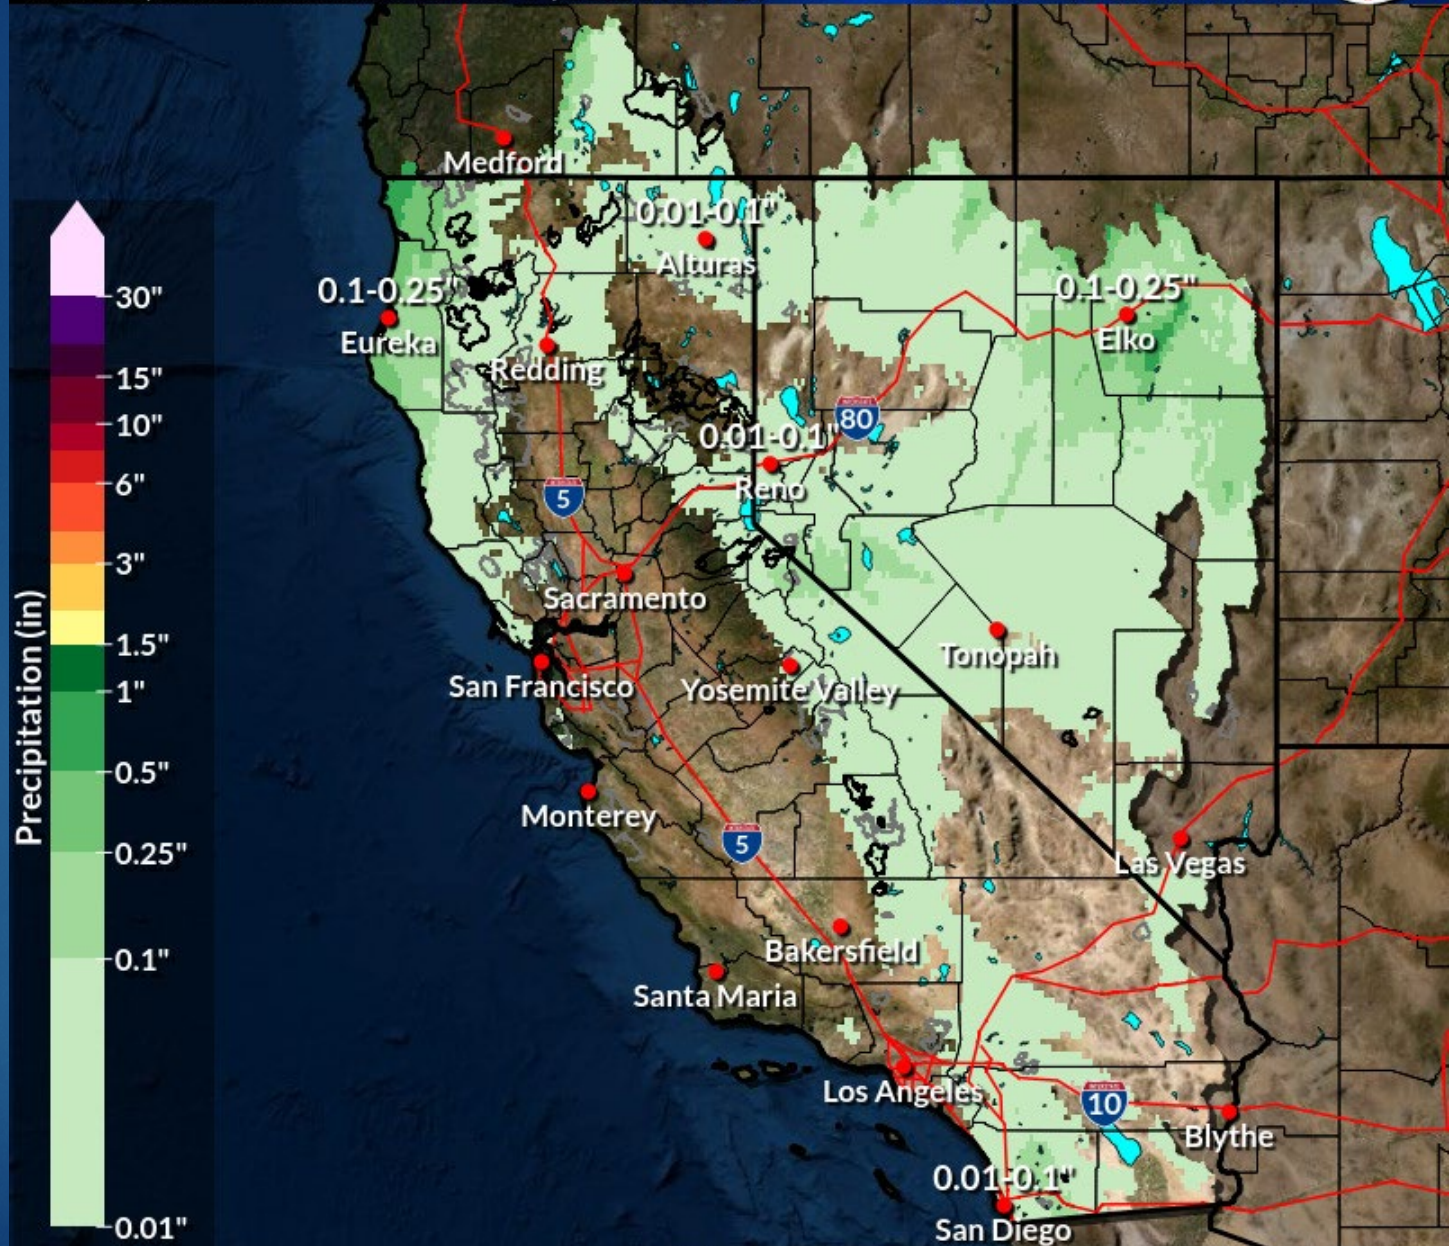 Medford
0.01-0.1"
Alturas
0.1-0.25"
Eureka
0.1-0.25"
Elko
30"
Redding
15"
10"
80
0.01-0.1"
6"
Reno
5
3"
Sacramento
Precipitation (in)
1.5"
Tonopah
San Francisco
Yosemite Valley
1"
0.5"
Monterey
5
0.25"
Las Vegas
Bakersfield
0.1"
Santa Maria
Los Angeles
10
Blythe
0.01-0.1"
0.01"
San Diego